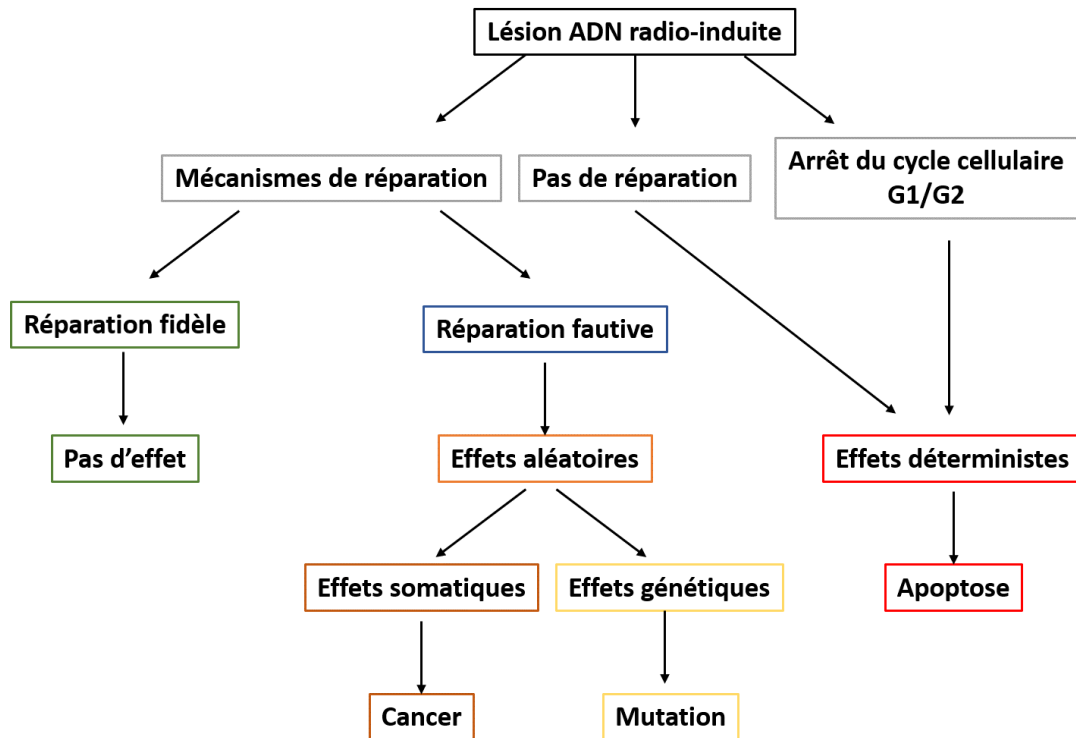 Lésion ADN radio-induite
Mécanismes de réparation
Pas de réparation
Arrêt du cycle cellulaire
G1/G2
Réparation fidèle
Réparation fautive
Pas d'effet
Effets aléatoires
Effets déterministes
Effets somatiques
Effets génétiques
Apoptose
Cancer
Mutation